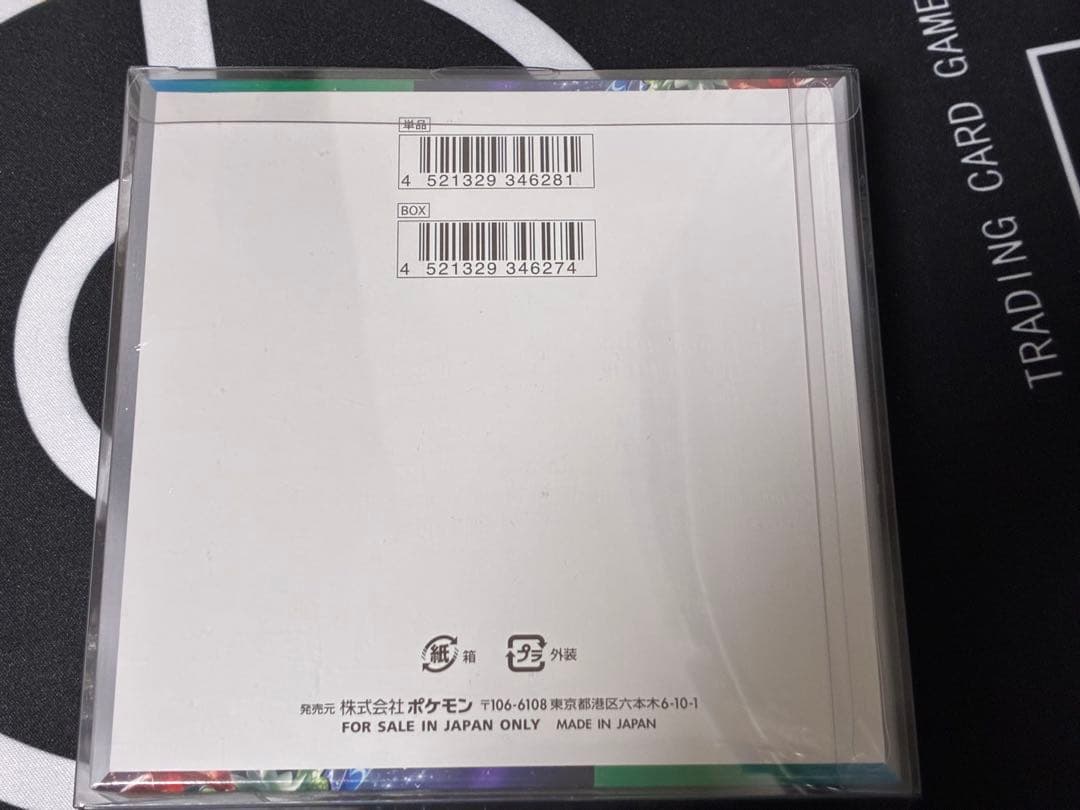 単品
4 521329 346281
BOX
4 521329 346274
紙 箱 プラ 外装
発売元 株式会社ポケモン 〒106-6108 東京都港区六本木6-10-1
FOR SALE IN JAPAN ONLY MADE IN JAPAN
TRADING CARD GAME